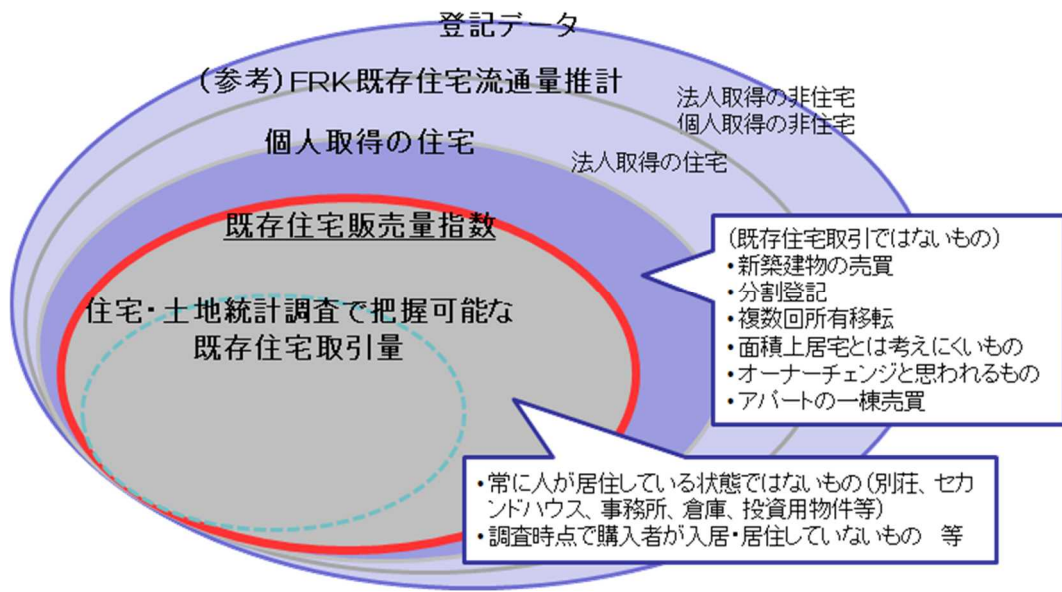 登記データ
(参考)FRK既存住宅流通量推計
法人取得の非住宅
個人取得の非住宅
個人取得の住宅
法人取得の住宅
既存住宅販売量指数
住宅・土地統計調査で把握可能な
既存住宅取引量
(既存住宅取引ではないもの)
・新築建物の売買
・分割登記
・複数回所有移転
・面積上居宅とは考えにくいもの
・オーナーチェンジと思われるもの
・アパートの一棟売買
・常に人が居住している状態ではないもの(別荘、セカ
ンドハウス、事務所、倉庫、投資用物件等)
・調査時点で購入者が入居・居住していないもの 等